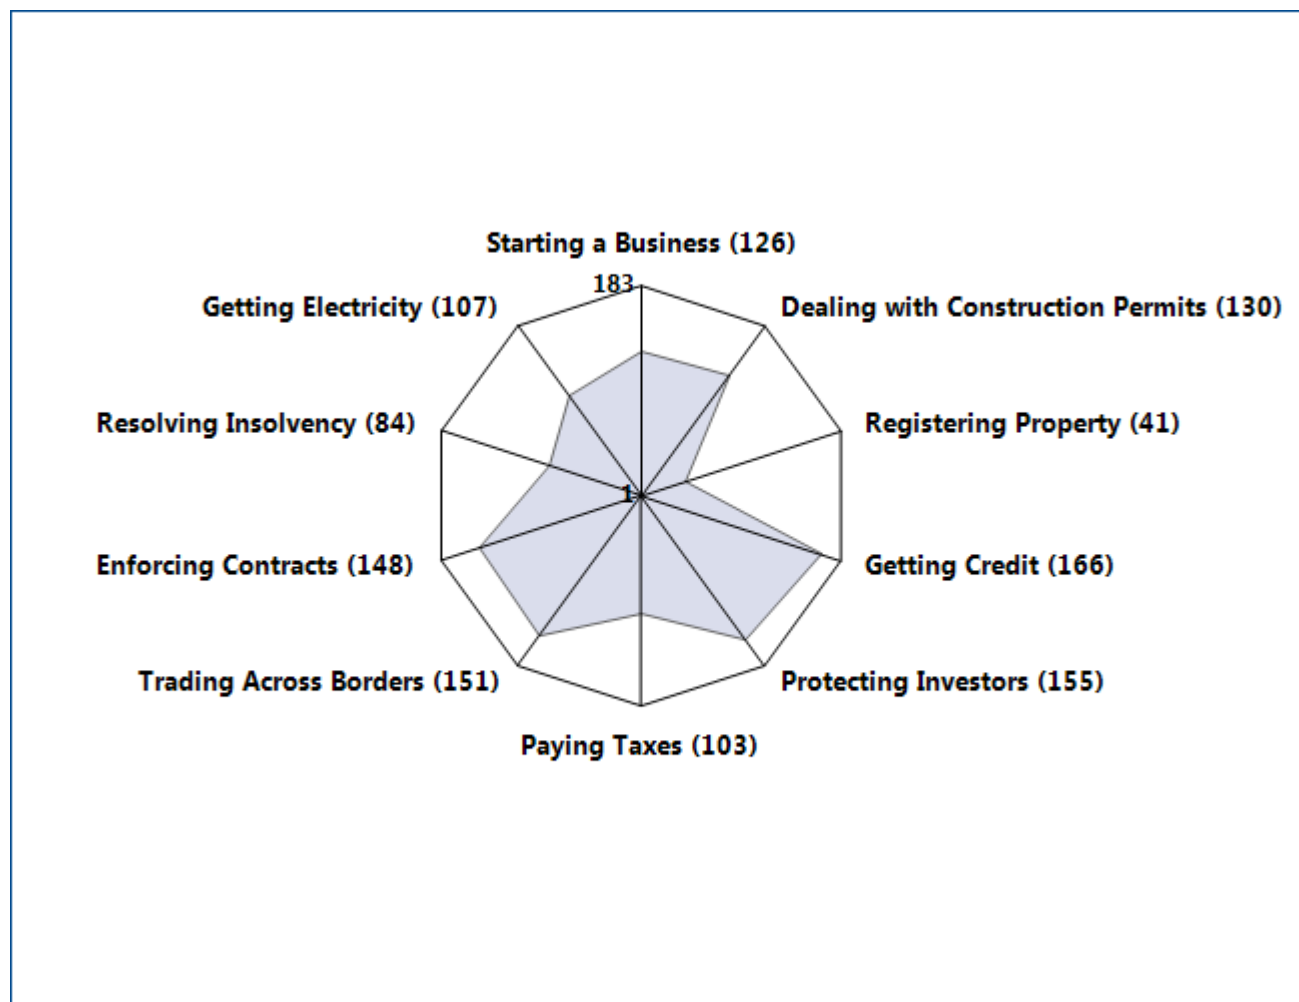 Starting a Business (126)
183
Getting Electricity (107)
Dealing with Construction Permits (130)
Resolving Insolvency (84)
Registering Property (41)
1
Enforcing Contracts (148)
Getting Credit (166)
Trading Across Borders (151)
Protecting Investors (155)
Paying Taxes (103)